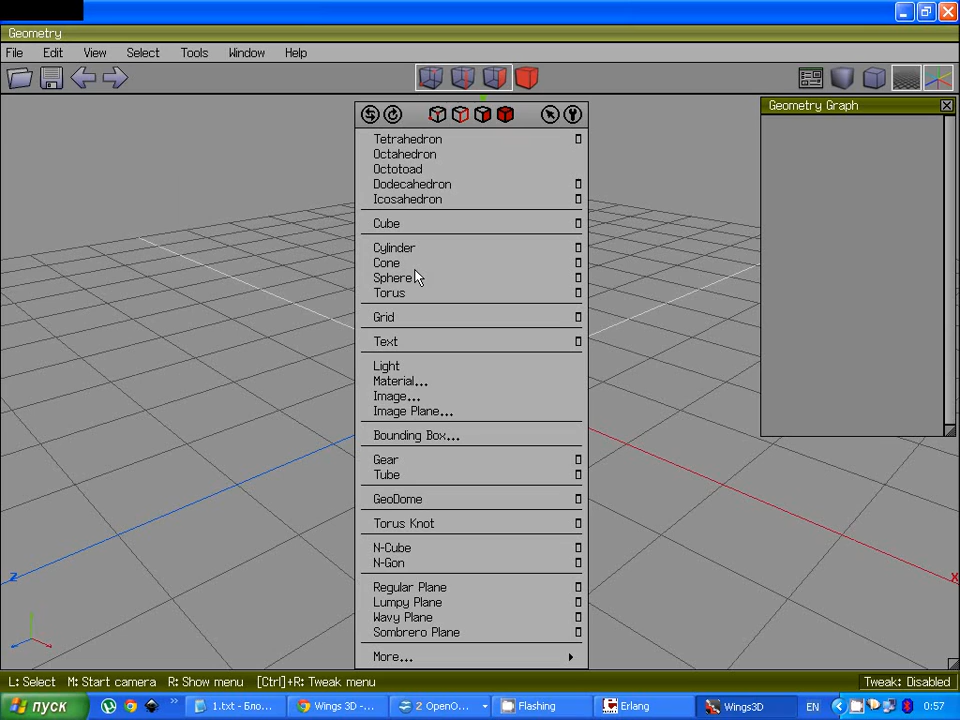 Geometry
File Edit View Select Tools Window Help
Geometry Graph
Tetrahedron
Octahedron
Octotoad
Dodecahedron
Icosahedron
Cube
Cylinder
Cone
Sphere
Torus
Grid
Text
Light
Material...
Image...
Image Plane...
Bounding Box...
Gear
Tube
GeoDome
Torus Knot
N-Cube
N-Gon
Regular Plane
Lumpy Plane
Wavy Plane
Sombrero Plane
More...
Z
X
L: Select M: Start camera R: Show menu [Ctrl]+R: Tweak menu Tweak: Disabled
пуск 1.txt - Бло... Wings 3D -... 2 OpenO... Flashing Erlang Wings3D EN 0:57